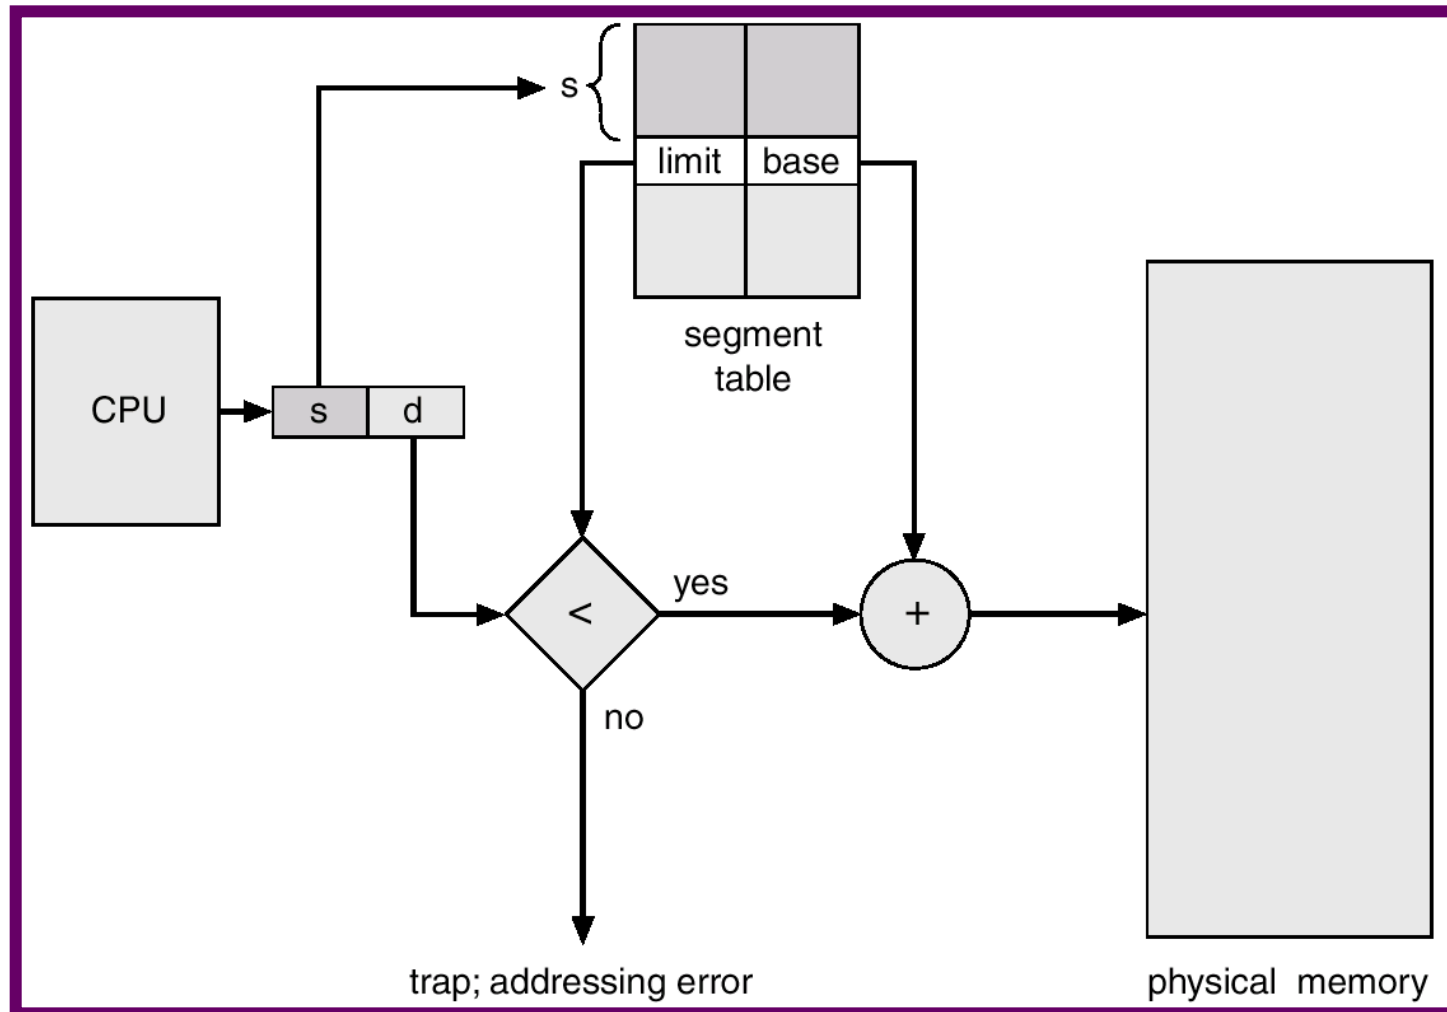 s
limit base
segment
table
CPU
s d
< yes +
no
trap; addressing error
physical memory